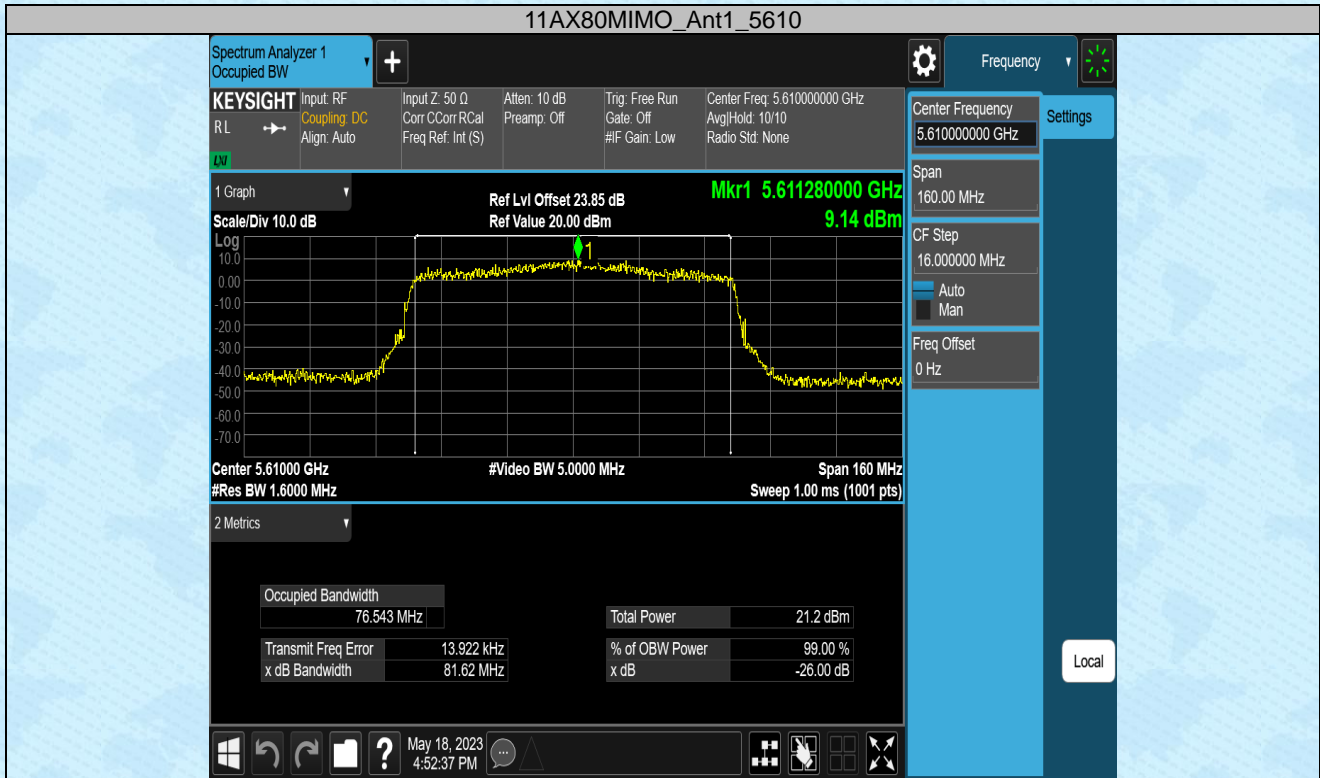 11AX80MIMO_Ant1_5610
Spectrum Analyzer 1
Occupied BW
+
Frequency
KEYSIGHT
R L
LXI
Input: RF
Coupling: DC
Align: Auto
Input Z: 50 Ω
Corr CCorr RCal
Freq Ref: Int (S)
Atten: 10 dB
Preamp: Off
Trig: Free Run
Gate: Off
#IF Gain: Low
Center Freq: 5.610000000 GHz
Avg|Hold: 10/10
Radio Std: None
Center Frequency
5.610000000 GHz
Settings
Span
160.00 MHz
CF Step
16.000000 MHz
Auto
Man
Freq Offset
0 Hz
Local
1 Graph
Scale/Div 10.0 dB
Ref Lvl Offset 23.85 dB
Ref Value 20.00 dBm
Mkr1 5.611280000 GHz
9.14 dBm
Log
1
10.0
0.00
-10.0
-20.0
-30.0
-40.0
-50.0
-60.0
-70.0
Center 5.61000 GHz
#Video BW 5.0000 MHz
Span 160 MHz
#Res BW 1.6000 MHz
Sweep 1.00 ms (1001 pts)
2 Metrics
Occupied Bandwidth
76.543 MHz
Total Power 21.2 dBm
Transmit Freq Error 13.922 kHz
% of OBW Power 99.00 %
x dB Bandwidth 81.62 MHz
x dB -26.00 dB
?
May 18, 2023
4:52:37 PM